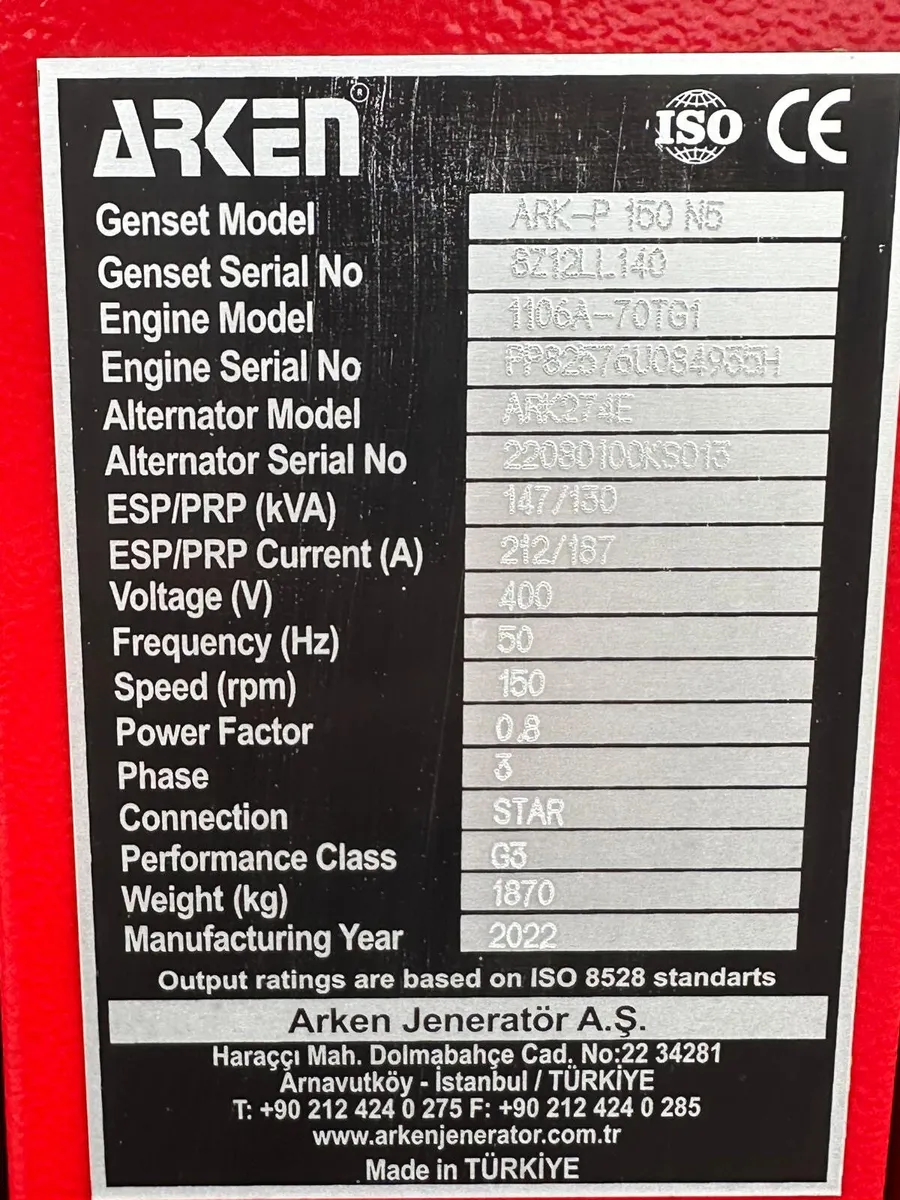 ARKEN®
ISO CE
Genset Model ARK-P 150 N5
Genset Serial No 8Z12LL140
Engine Model 1106A-70TG1
Engine Serial No
Alternator Model ARK274E
Alternator Serial No 22080100KS013
ESP/PRP (kVA) 147/130
ESP/PRP Current (A) 212/187
Voltage (V) 400
Frequency (Hz) 50
Speed (rpm) 150
Power Factor 0.8
Phase 3
Connection STAR
Performance Class G3
Weight (kg) 1870
Manufacturing Year 2022
Output ratings are based on ISO 8528 standarts
Arken Jeneratör A.Ş.
Haraççı Mah. Dolmabahçe Cad. No:22 34281
Arnavutköy - İstanbul / TÜRKİYE
T: +90 212 424 0 275 F: +90 212 424 0 285
www.arkenjenerator.com.tr
Made in TÜRKİYE